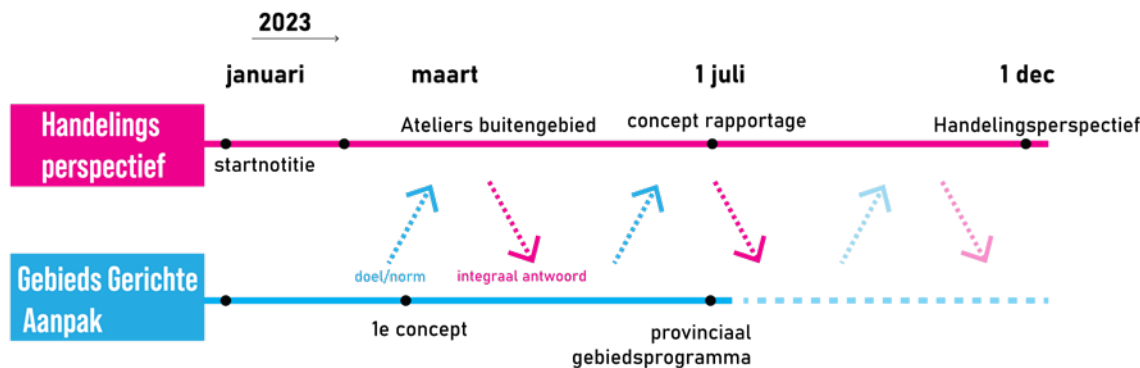 2023
januari
maart
1 juli
1 dec
Handelings
perspectief
startnotitie
Ateliers buitengebied
concept rapportage
Handelingsperspectief
doel/norm
integraal antwoord
Gebieds Gerichte
Aanpak
1e concept
provinciaal
gebiedsprogramma